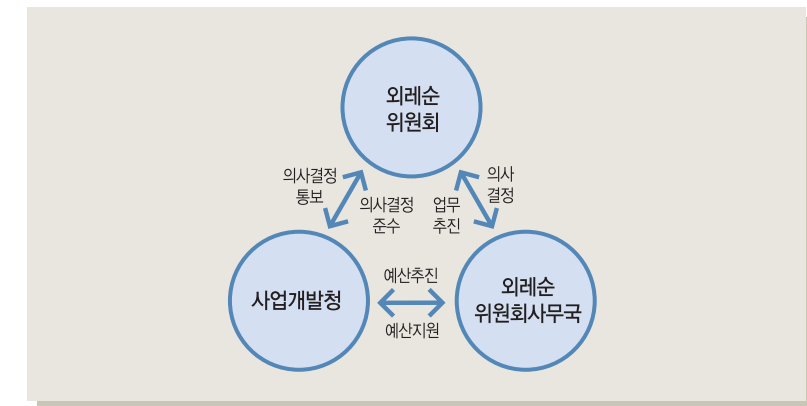 외레순
위원회
의사결정
통보
의사결정
준수
업무
추진
의사
결정
사업개발청
예산추진
예산지원
외레순
위원회사무국